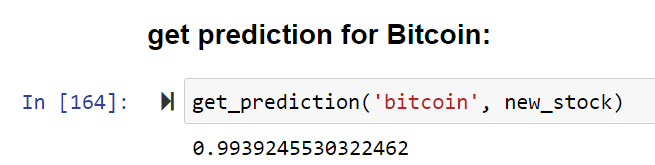 get prediction for Bitcoin:
In [164]: get_prediction('bitcoin', new_stock)
0.9939245530322462